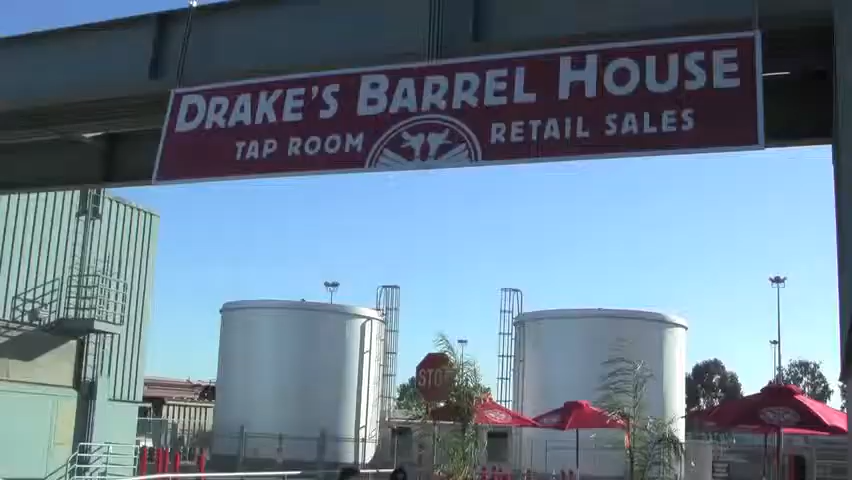 DRAKE'S BARREL HOUSE
TAP ROOM RETAIL SALES
STOP